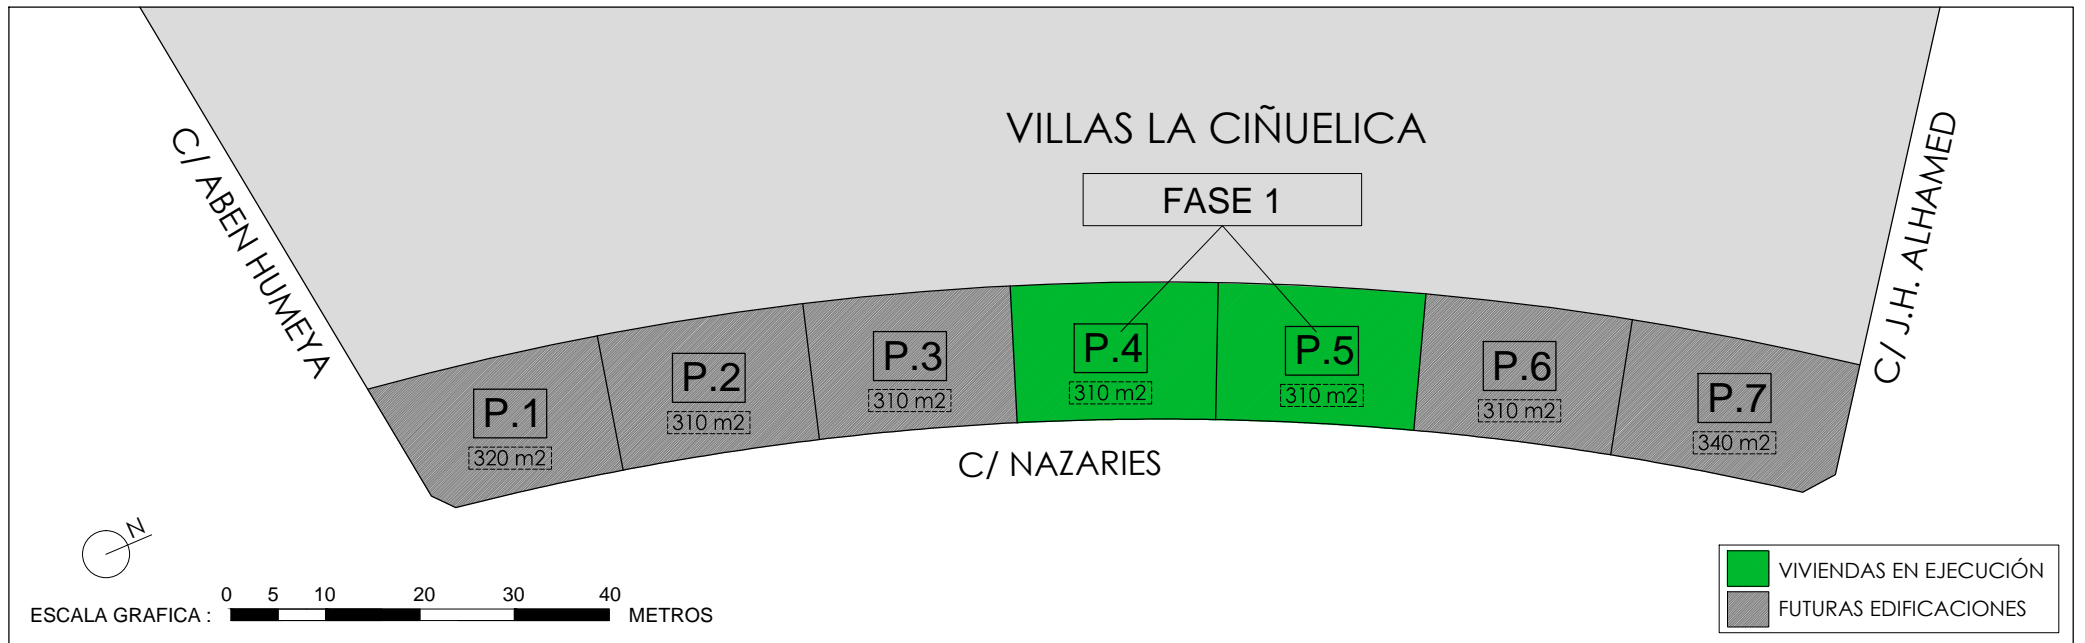 VILLAS LA CIÑUELICA
FASE 1
C/ ABEN HUMEYA
C/ J.H. ALHAMED
P.1
320 m2
P.2
310 m2
P.3
310 m2
P.4
310 m2
P.5
310 m2
P.6
310 m2
P.7
340 m2
C/ NAZARIES
N
0 5 10 20 30 40
ESCALA GRAFICA : METROS
VIVIENDAS EN EJECUCIÓN
FUTURAS EDIFICACIONES